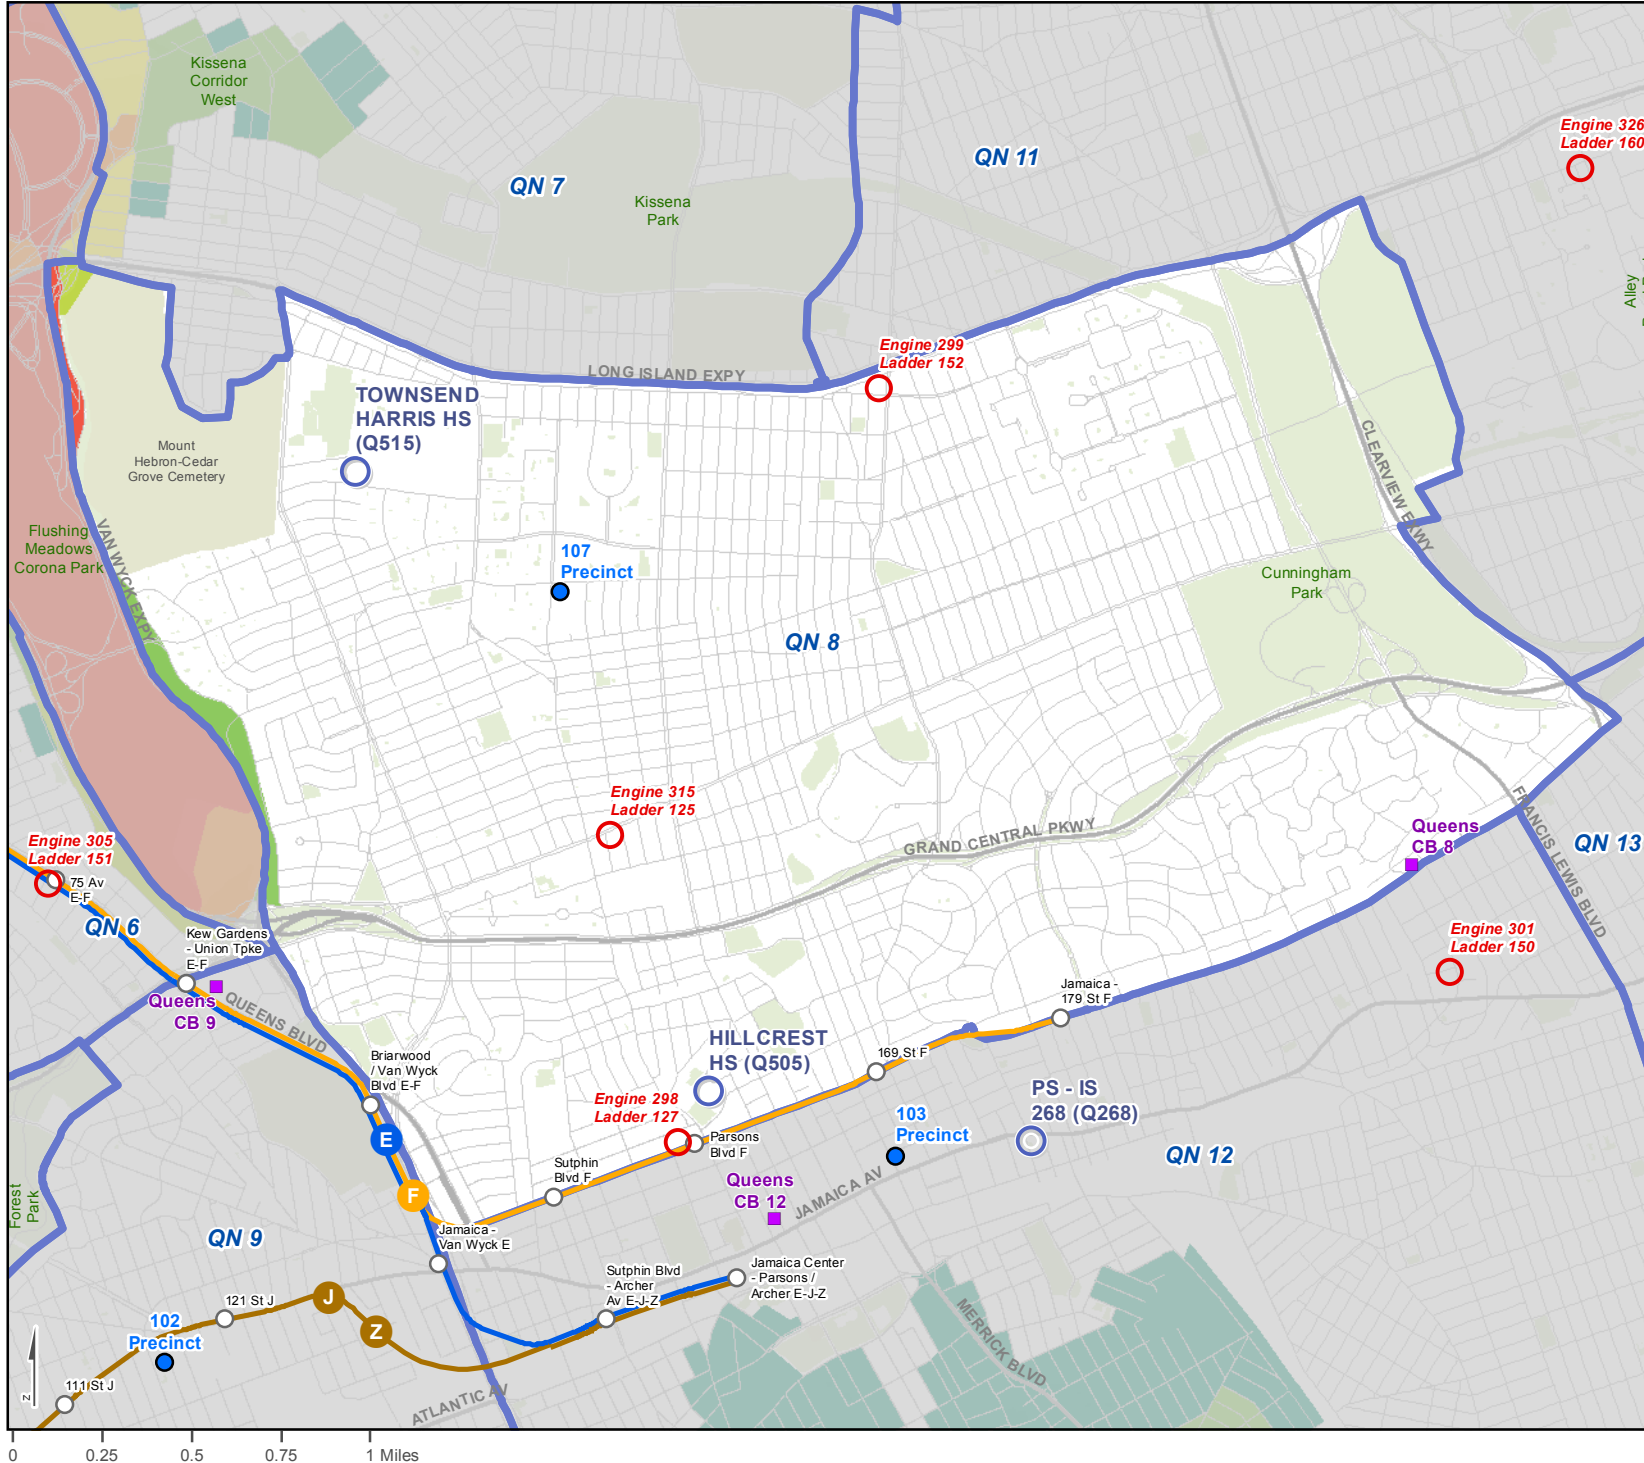 Kissena
Corridor
West
QN 7
Kissena
Park
QN 11
Engine 326
Ladder 160
Alley
LONG ISLAND EXPY
Engine 299
Ladder 152
TOWNSEND
HARRIS HS
(Q515)
Mount
Hebron-Cedar
Grove Cemetery
CLEARVIEW EXWY
Flushing
Meadows
Corona Park
VAN WYCK EXPY
107
Precinct
Cunningham
Park
QN 8
Engine 315
Ladder 125
GRAND CENTRAL PKWY
Queens
CB 8
FRANCIS LEWIS BLVD
QN 13
Engine 305
Ladder 151
75 Av
E-F
QN 6
Kew Gardens
- Union Tpke
E-F
Queens
CB 9
QUEENS BLVD
Engine 301
Ladder 150
Jamaica -
179 St F
Briarwood
/ Van Wyck
Blvd E-F
HILLCREST
HS (Q505)
169 St F
PS - IS
268 (Q268)
Engine 298
Ladder 127
103
Precinct
E
Parsons
Blvd F
QN 12
Sutphin
Blvd F
F
Queens
CB 12
JAMAICA AV
Forest
Park
QN 9
Jamaica -
Van Wyck E
Sutphin Blvd
- Archer
Av E-J-Z
Jamaica Center
- Parsons /
Archer E-J-Z
121 St J
J
Z
102
Precinct
MERRICK BLVD
111 St J
ATLANTIC AV
Z
0 0.25 0.5 0.75 1 Miles